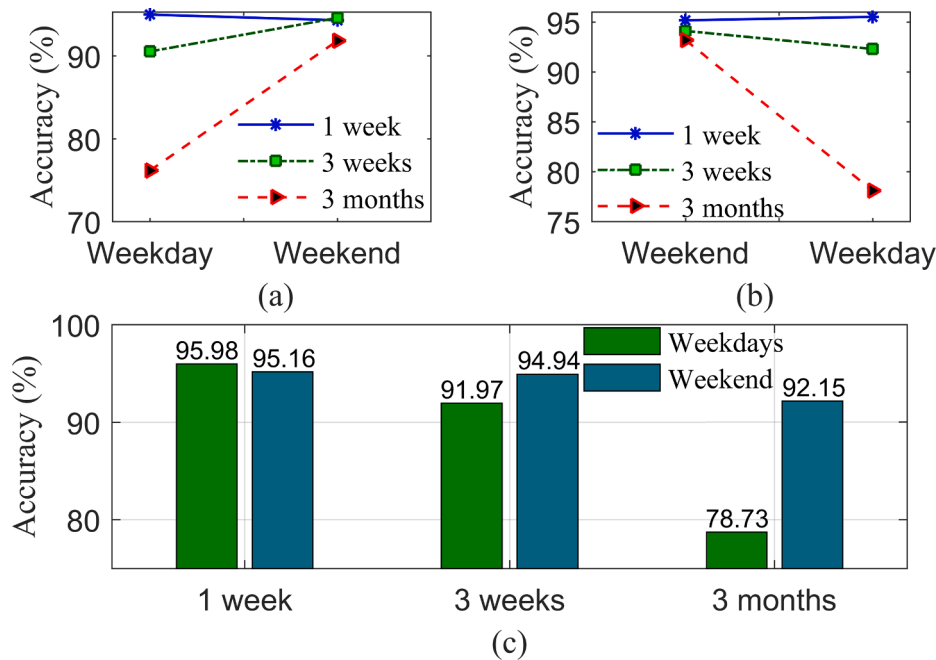 Accuracy (%)
90
80
70
1 week
3 weeks
3 months
Weekday Weekend
(a)
Accuracy (%)
95
90
85
80
75
1 week
3 weeks
3 months
Weekend Weekday
(b)
Accuracy (%)
100
90
80
95.98 95.16
91.97 94.94
78.73 92.15
Weekdays
Weekend
1 week 3 weeks 3 months
(c)